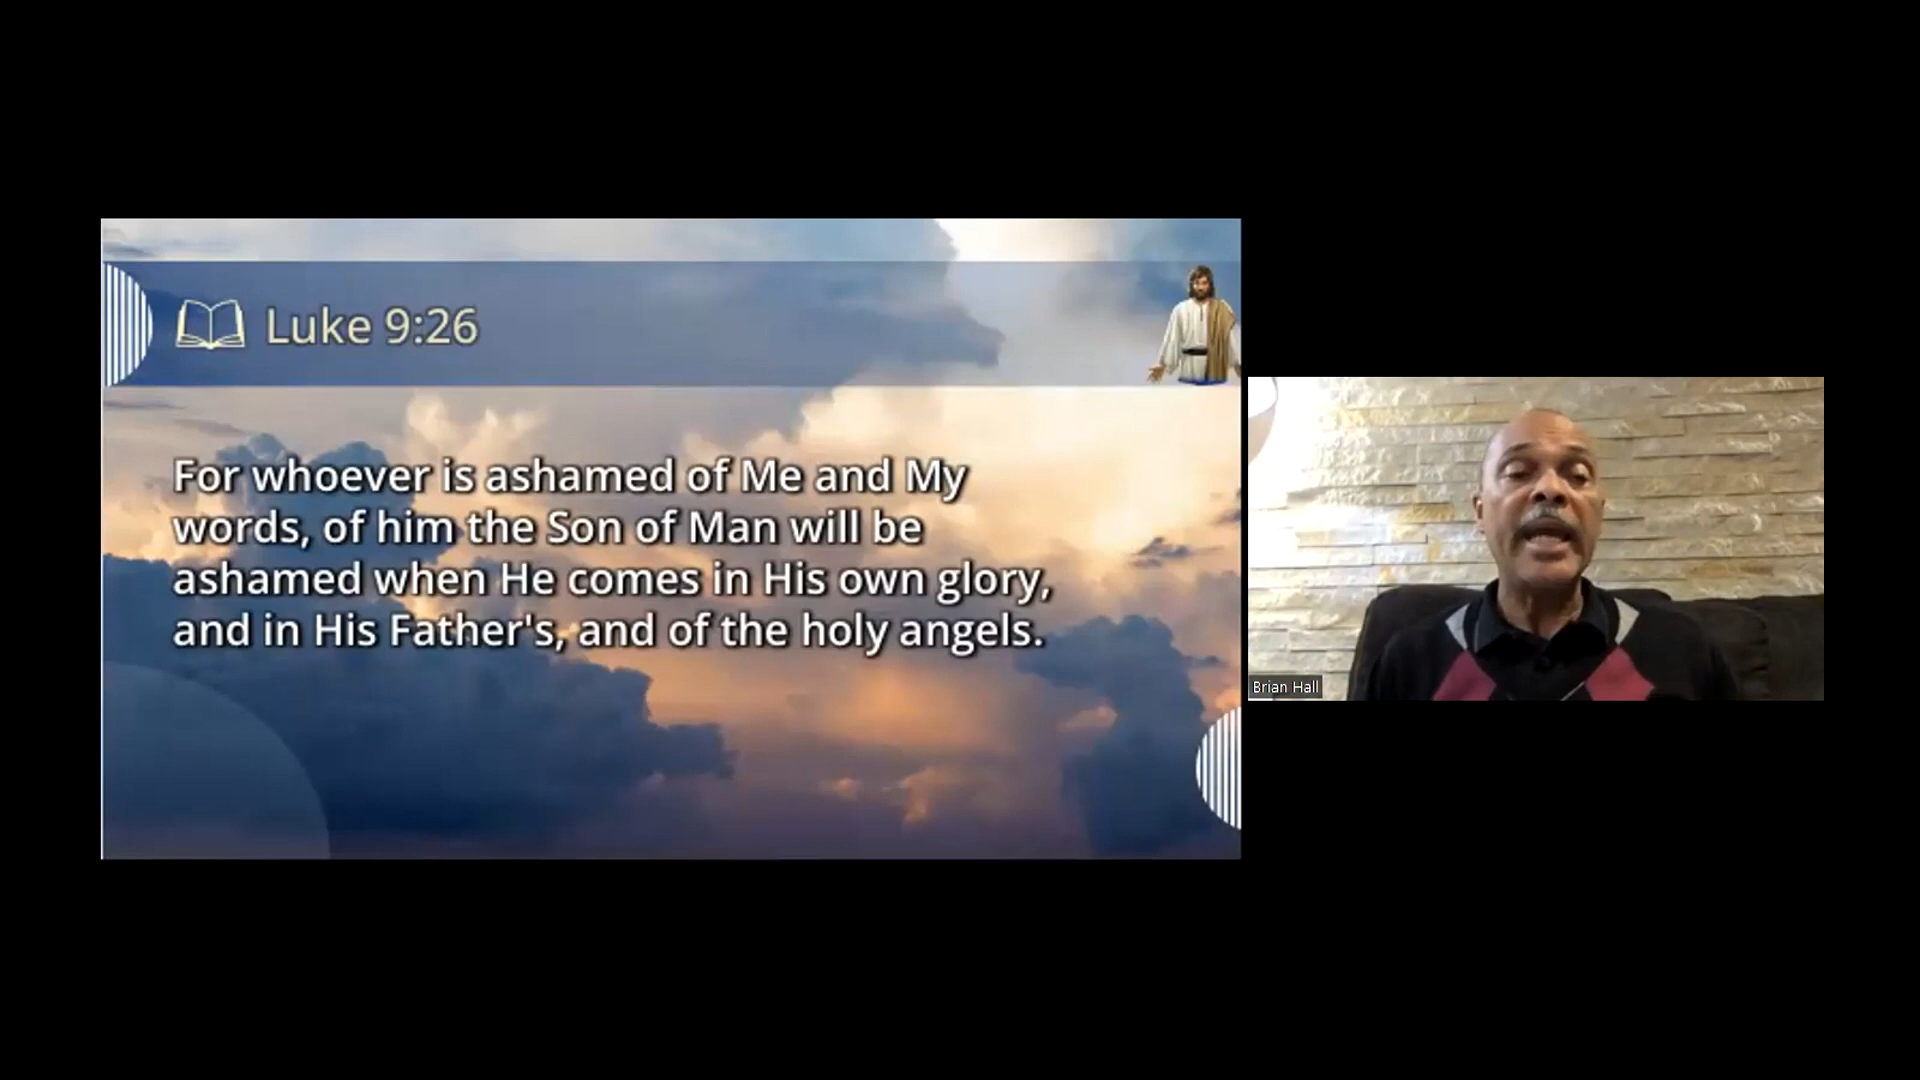 Luke 9:26
For whoever is ashamed of Me and My
words, of him the Son of Man will be
ashamed when He comes in His own glory,
and in His Father's, and of the holy angels.
Brian Hall